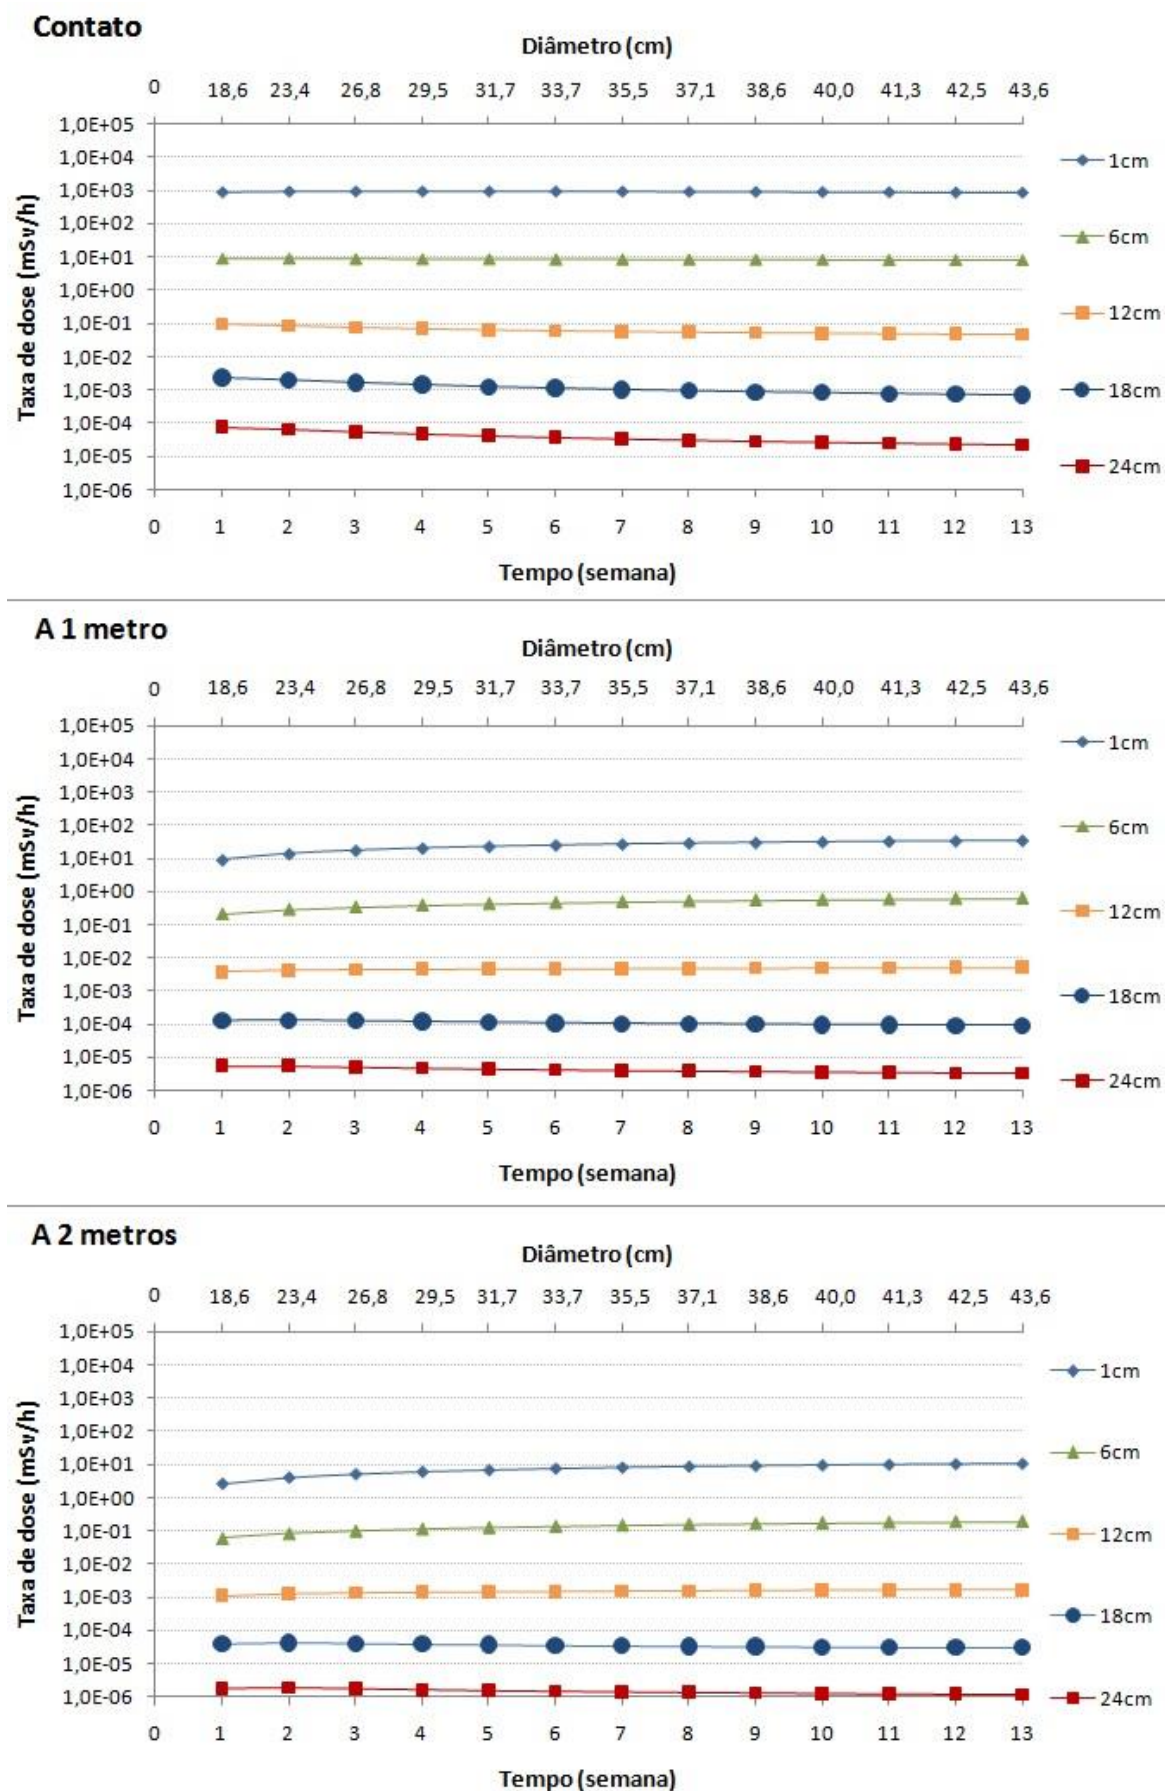 Contato
Diâmetro (cm)
0 18,6 23,4 26,8 29,5 31,7 33,7 35,5 37,1 38,6 40,0 41,3 42,5 43,6
Taxa de dose (mSv/h)
1,0E+05
1,0E+04
1,0E+03
1,0E+02
1,0E+01
1,0E+00
1,0E-01
1,0E-02
1,0E-03
1,0E-04
1,0E-05
1,0E-06
1cm
6cm
12cm
18cm
24cm
0 1 2 3 4 5 6 7 8 9 10 11 12 13
Tempo (semana)
A 1 metro
Diâmetro (cm)
0 18,6 23,4 26,8 29,5 31,7 33,7 35,5 37,1 38,6 40,0 41,3 42,5 43,6
Taxa de dose (mSv/h)
1,0E+05
1,0E+04
1,0E+03
1,0E+02
1,0E+01
1,0E+00
1,0E-01
1,0E-02
1,0E-03
1,0E-04
1,0E-05
1,0E-06
1cm
6cm
12cm
18cm
24cm
0 1 2 3 4 5 6 7 8 9 10 11 12 13
Tempo (semana)
A 2 metros
Diâmetro (cm)
0 18,6 23,4 26,8 29,5 31,7 33,7 35,5 37,1 38,6 40,0 41,3 42,5 43,6
Taxa de dose (mSv/h)
1,0E+05
1,0E+04
1,0E+03
1,0E+02
1,0E+01
1,0E+00
1,0E-01
1,0E-02
1,0E-03
1,0E-04
1,0E-05
1,0E-06
1cm
6cm
12cm
18cm
24cm
0 1 2 3 4 5 6 7 8 9 10 11 12 13
Tempo (semana)